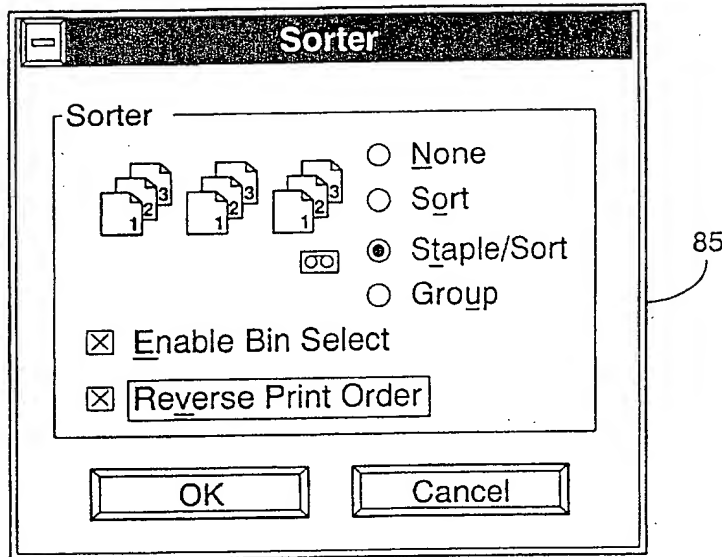 Sorter
Sorter
None
1 2 3 1 2 3 1 2 3
Sort
Staple/Sort
85
Group
Enable Bin Select
Reverse Print Order
OK Cancel